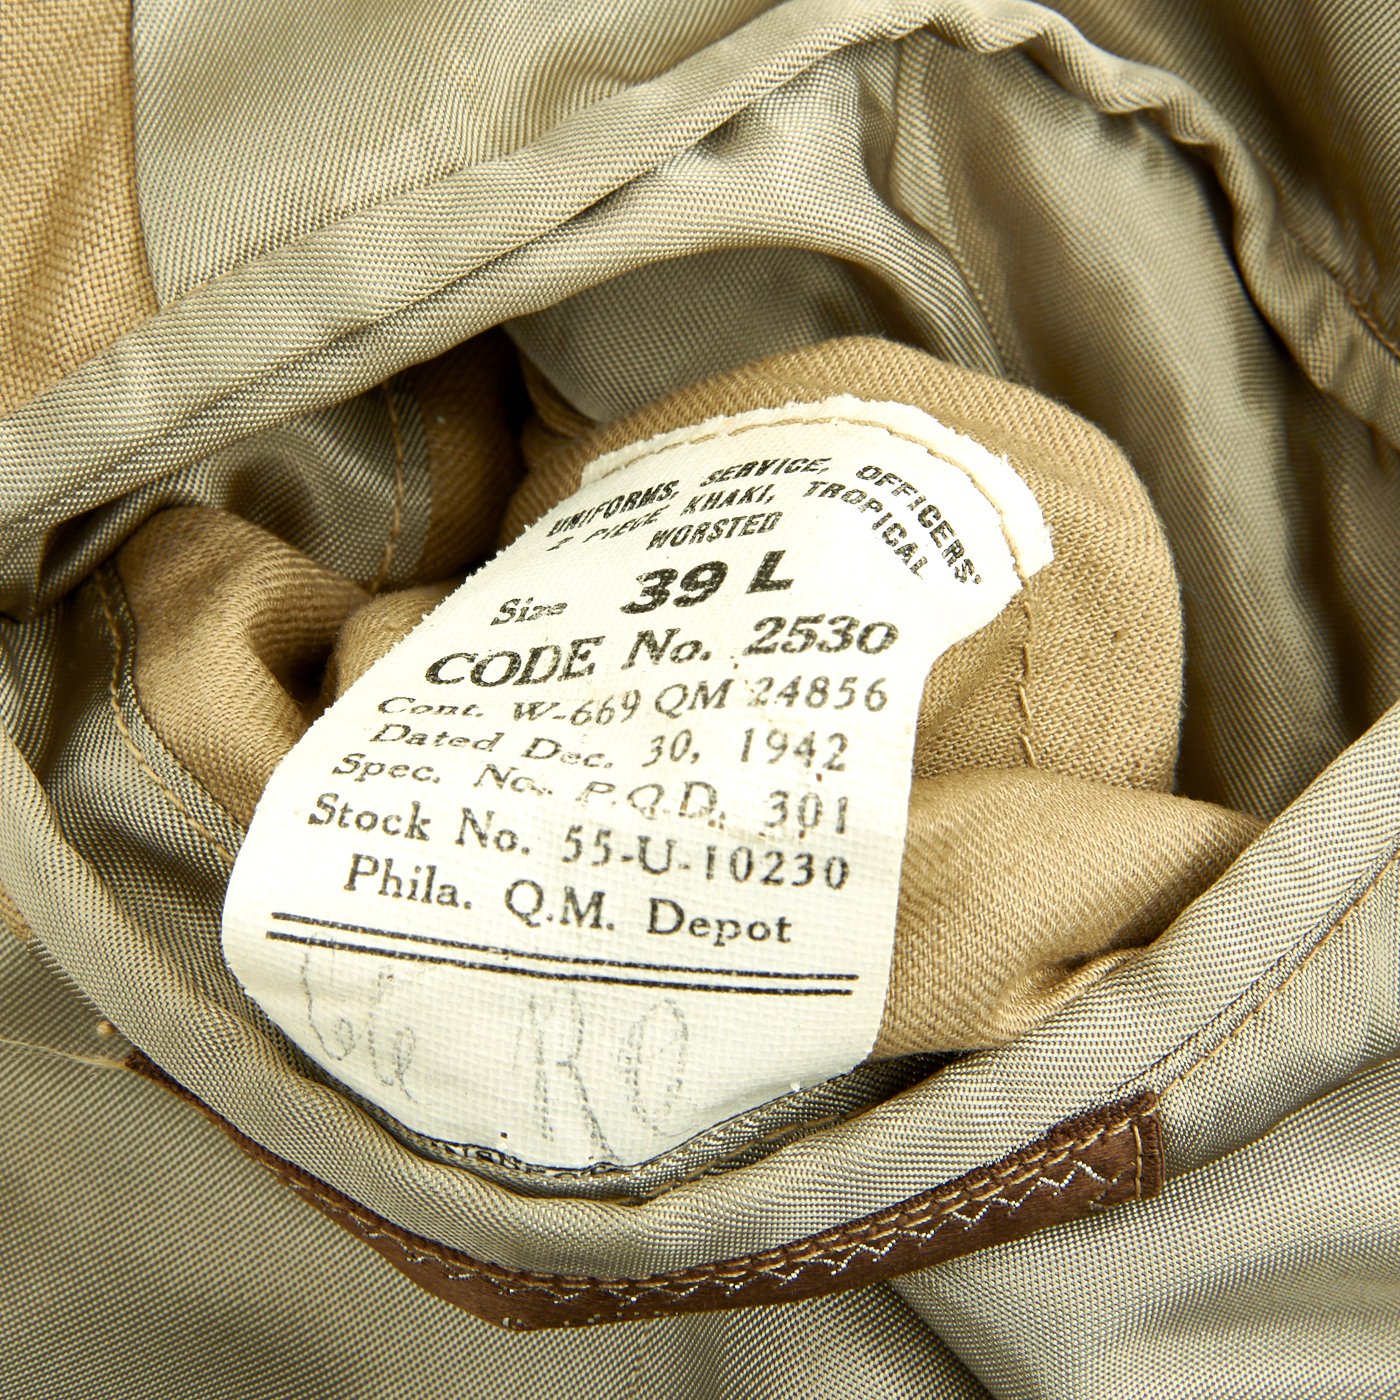 UNIFORMS, SERVICE, OFFICERS'
2 PIECE KHAKI, TROPICAL
WORSTED
Size 39 L
CODE No. 2530
Cont. W-669 QM 24856
Dated Dec. 30, 1942
Spec. No. P.Q.D. 301
Stock No. 55-U-10230
Phila. Q.M. Depot